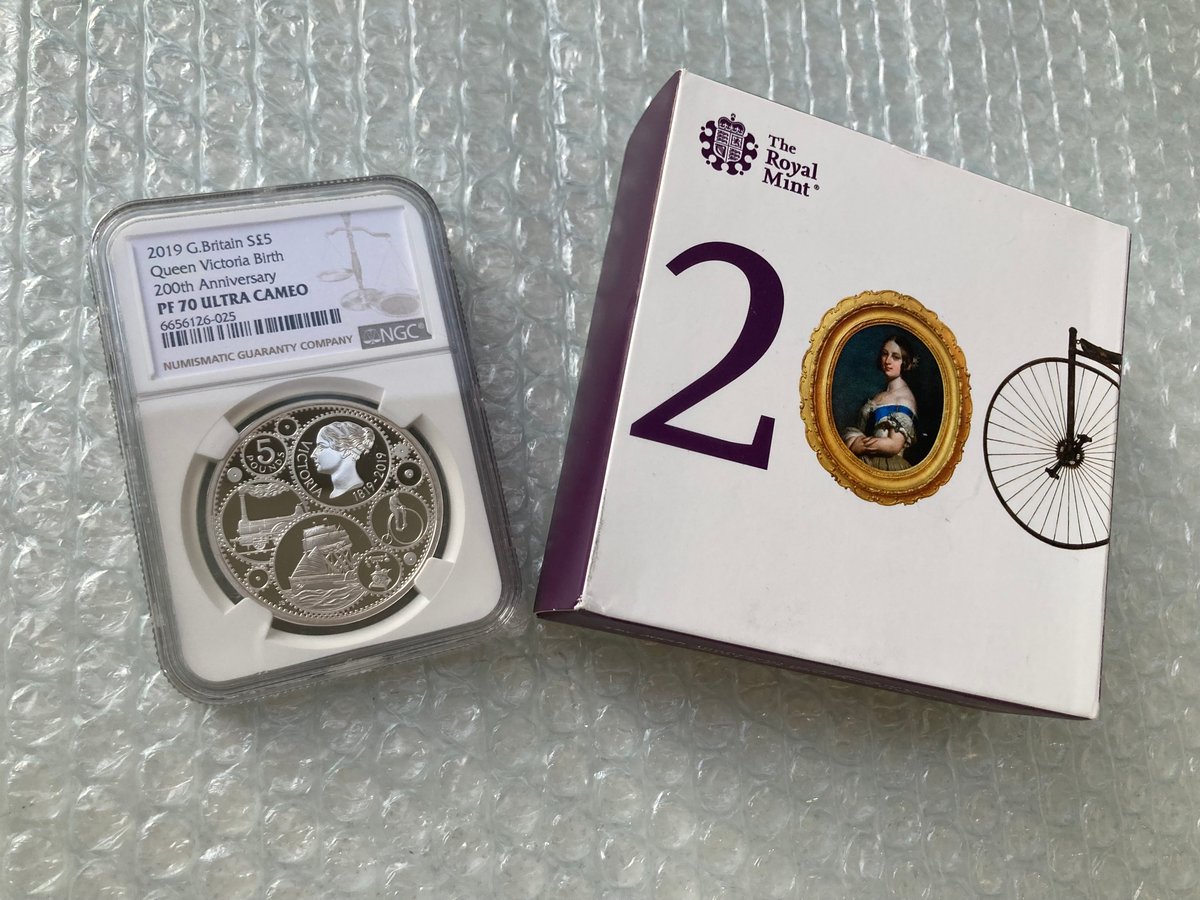 2019 G.Britain S£5
Queen Victoria Birth
200th Anniversary
PF 70 ULTRA CAMEO
6656126-025
NGC
NUMISMATIC GUARANTY COMPANY
5
POUNDS
VICTORIA
1819-2019
The
Royal
Mint®
2